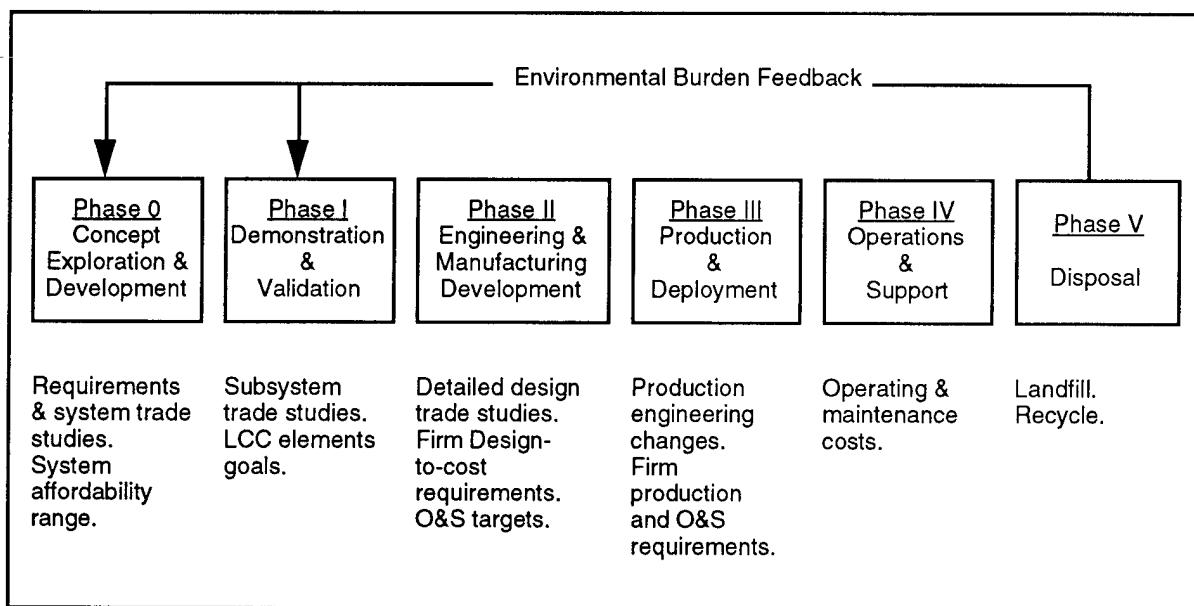 Environmental Burden Feedback
Phase 0
Concept
Exploration &
Development
Phase I
Demonstration
&
Validation
Phase II
Engineering &
Manufacturing
Development
Phase III
Production
&
Deployment
Phase IV
Operations
&
Support
Phase V
Disposal
Requirements
& system trade
studies.
System
affordability
range.
Subsystem
trade studies.
LCC elements
goals.
Detailed design
trade studies.
Firm Design-
to-cost
requirements.
O&S targets.
Production
engineering
changes.
Firm
production
and O&S
requirements.
Operating &
maintenance
costs.
Landfill.
Recycle.